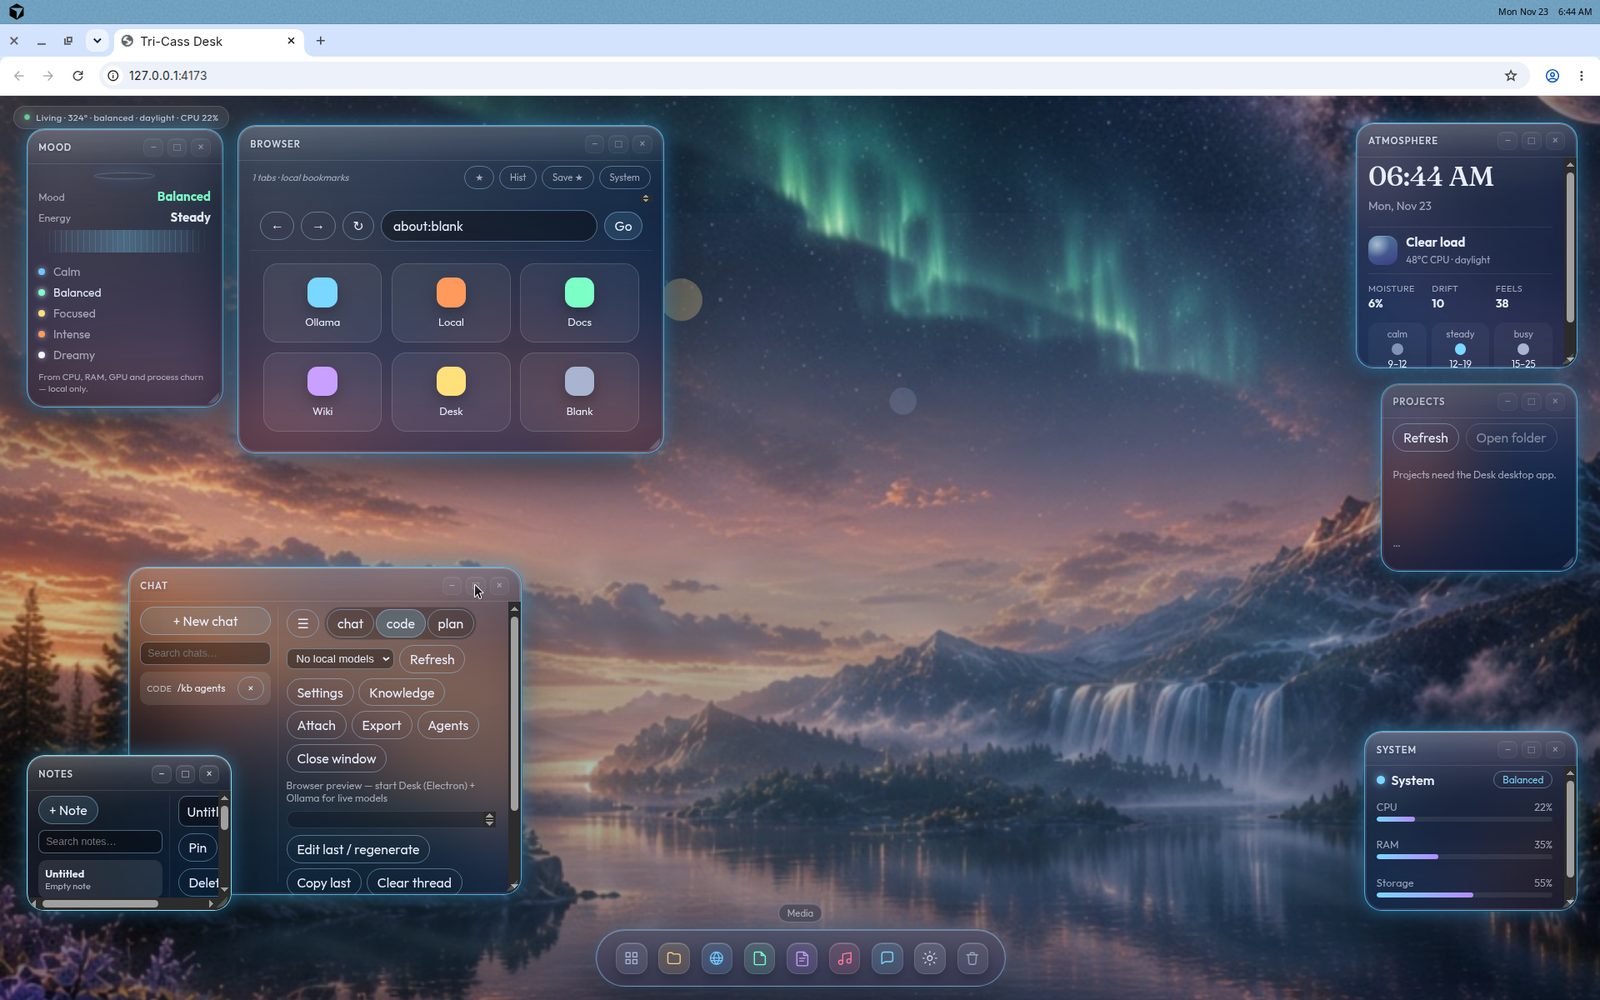 Mon Nov 23 6:44 AM
Tri-Cass Desk
127.0.0.1:4173
Living · 324° · balanced · daylight · CPU 22%
MOOD
Mood Balanced
Energy Steady
Calm
Balanced
Focused
Intense
Dreamy
From CPU, RAM, GPU and process churn
— local only.
BROWSER
1 tabs · local bookmarks
★ Hist Save ★ System
← → ↻ about:blank Go
Ollama Local Docs
Wiki Desk Blank
ATMOSPHERE
06:44 AM
Mon, Nov 23
Clear load
48°C CPU · daylight
MOISTURE DRIFT FEELS
6% 10 38
calm steady busy
9–12 12–19 15–25
PROJECTS
Refresh Open folder
Projects need the Desk desktop app.
...
CHAT
+ New chat
Search chats...
CODE /kb agents ×
☰ chat code plan
No local models Refresh
Settings Knowledge
Attach Export Agents
Close window
Browser preview — start Desk (Electron) +
Ollama for live models
Edit last / regenerate
Copy last Clear thread
NOTES
+ Note
Search notes...
Untitled
Empty note
Untitl
Pin
Delet
SYSTEM
System Balanced
CPU 22%
RAM 35%
Storage 55%
Media